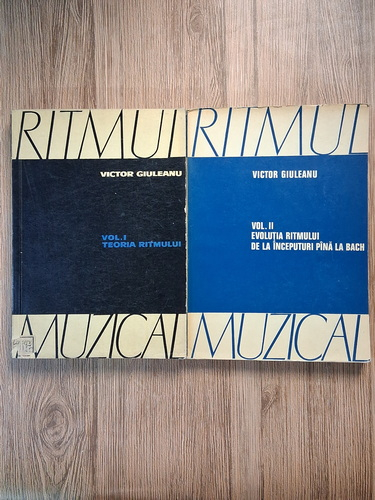 RITMUL
VICTOR GIULEANU
VOL. I
TEORIA RITMULUI
MUZICAL
RITMUL
VICTOR GIULEANU
VOL. II
EVOLUȚIA RITMULUI
DE LA ÎNCEPUTURI PÎNĂ LA BACH
MUZICAL